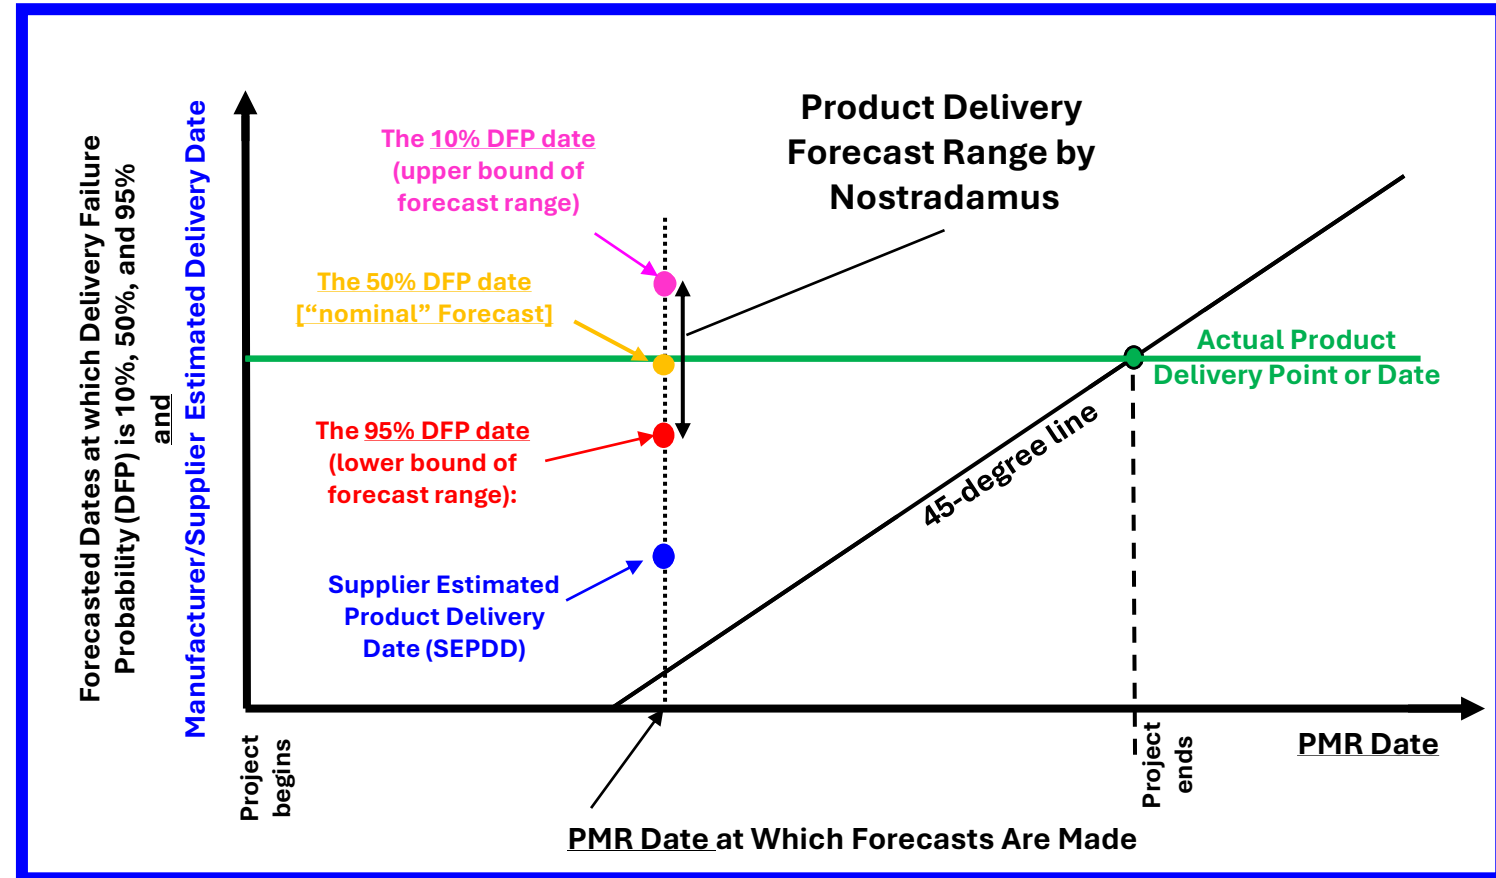 Forecasted Dates at which Delivery Failure
Probability (DFP) is 10%, 50%, and 95%
and
Manufacturer/Supplier Estimated Delivery Date
The 10% DFP date
(upper bound of
forecast range)
Product Delivery
Forecast Range by
Nostradamus
The 50% DFP date
[“nominal” Forecast]
Actual Product
Delivery Point or Date
The 95% DFP date
(lower bound of
forecast range):
45-degree line
Supplier Estimated
Product Delivery
Date (SEPDD)
Project
begins
Project
ends
PMR Date
PMR Date at Which Forecasts Are Made